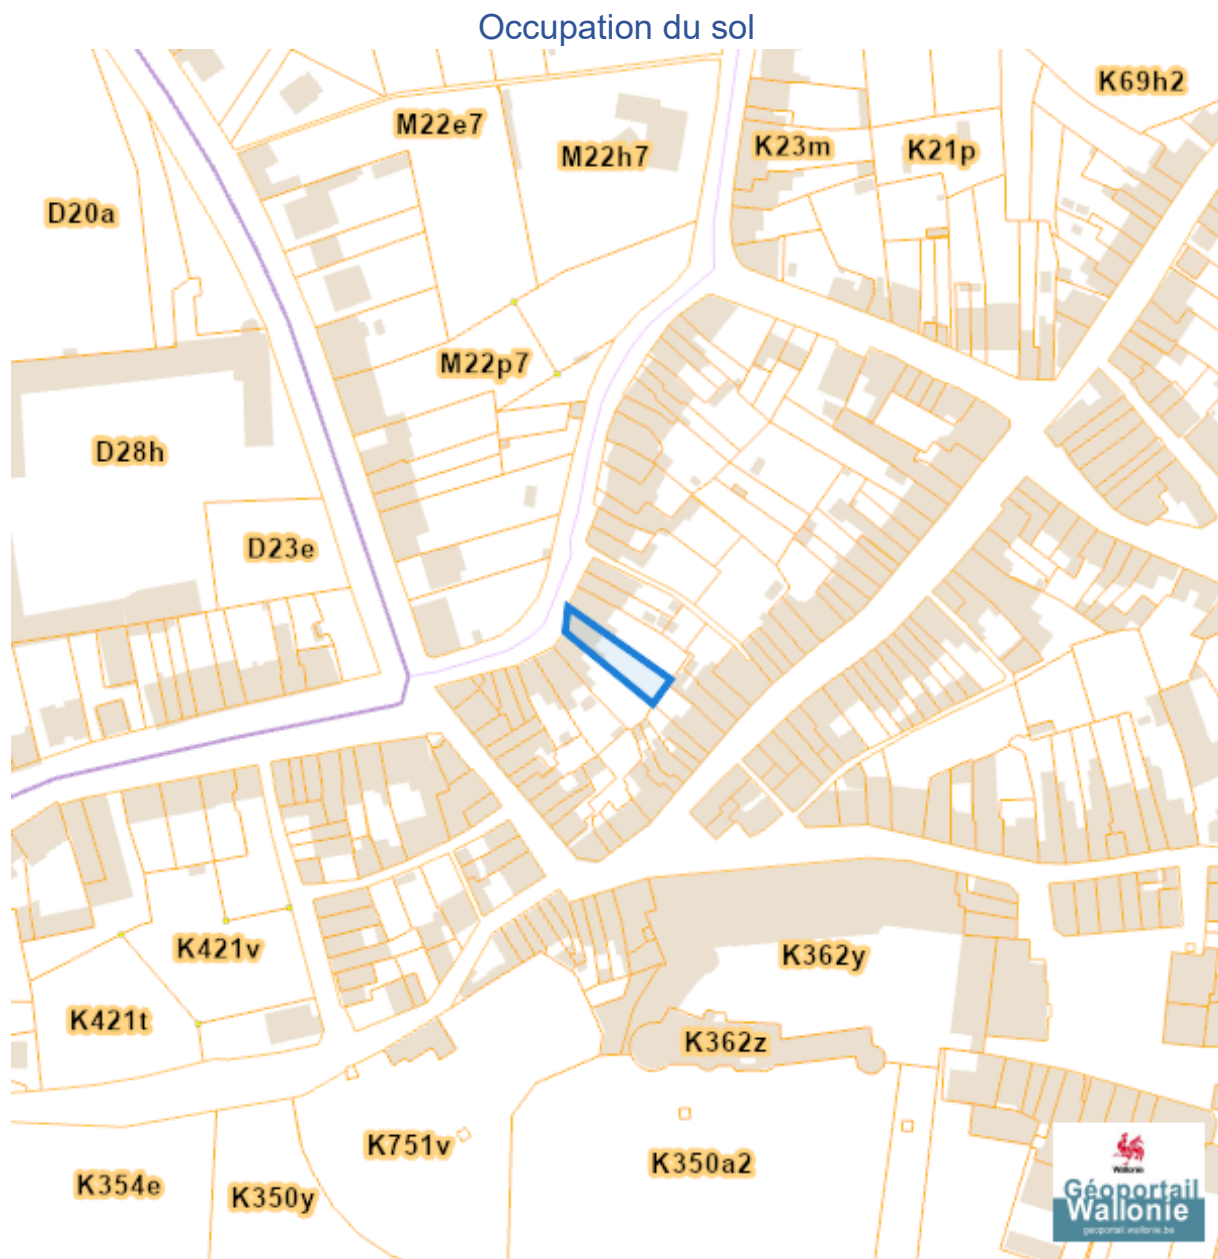 Occupation du sol
K69h2
M22e7
K23m
K21p
M22h7
D20a
M22p7
D28h
D23e
K421v
K362y
K421t
K362z
K751v
K350a2
K354e
K350y
Wallonie
Géoportail
Wallonie
geoportail.wallonie.be